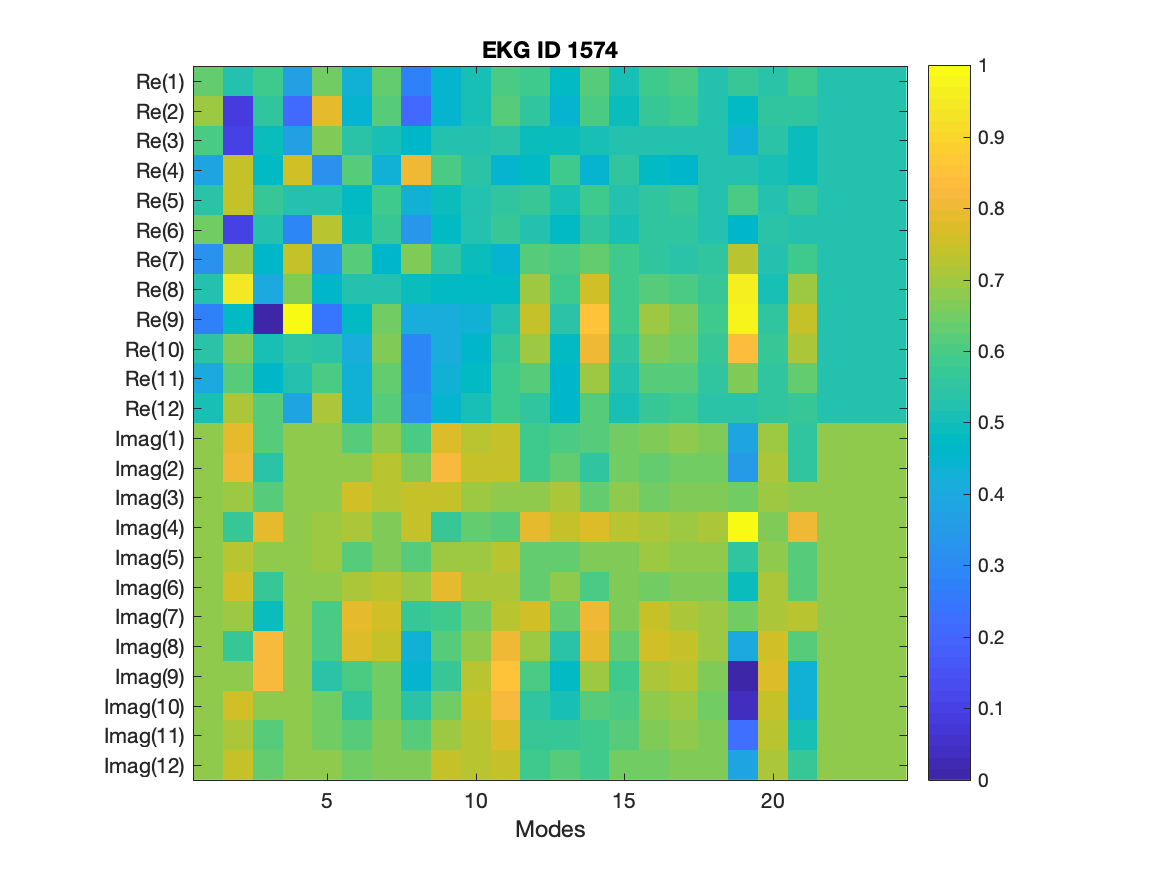 EKG ID 1574
Re(1)
Re(2)
Re(3)
Re(4)
Re(5)
Re(6)
Re(7)
Re(8)
Re(9)
Re(10)
Re(11)
Re(12)
Imag(1)
Imag(2)
Imag(3)
Imag(4)
Imag(5)
Imag(6)
Imag(7)
Imag(8)
Imag(9)
Imag(10)
Imag(11)
Imag(12)
5 10 15 20
Modes
1
0.9
0.8
0.7
0.6
0.5
0.4
0.3
0.2
0.1
0